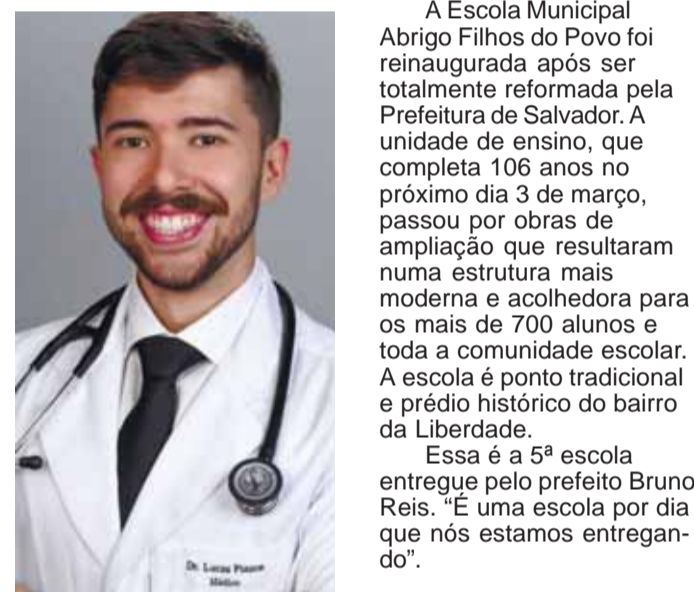 A Escola Municipal
Abrigo Filhos do Povo foi
reinaugurada após ser
totalmente reformada pela
Prefeitura de Salvador. A
unidade de ensino, que
completa 106 anos no
próximo dia 3 de março,
passou por obras de
ampliação que resultaram
numa estrutura mais
moderna e acolhedora para
os mais de 700 alunos e
toda a comunidade escolar.
A escola é ponto tradicional
e prédio histórico do bairro
da Liberdade.
Essa é a 5ª escola
entregue pelo prefeito Bruno
Reis. “É uma escola por dia
que nós estamos entregan-
do”.
Dr. Lucas
Médico